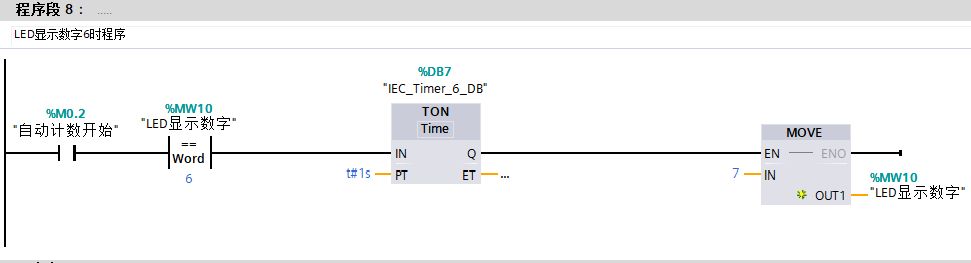 程序段 8： .....
LED显示数字6时程序
%DB7
"IEC_Timer_6_DB"
%M0.2
"自动计数开始"
%MW10
"LED显示数字"
==
Word
6
TON
Time
IN
Q
t#1s
PT
ET
...
MOVE
EN
ENO
7
IN
OUT1
%MW10
"LED显示数字"